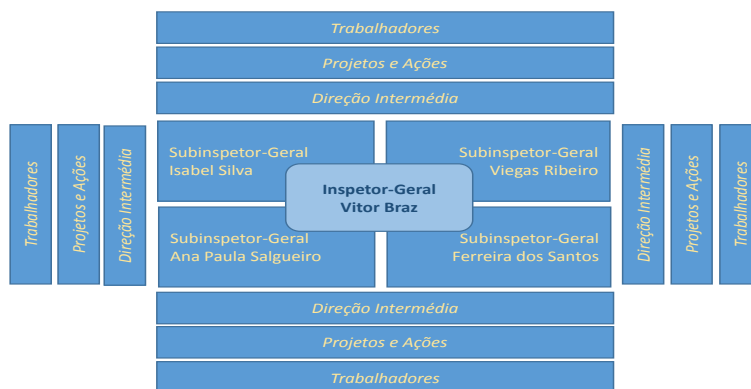 Trabalhadores
Projetos e Ações
Direção Intermédia
Trabalhadores
Projetos e Ações
Direção Intermédia
Subinspetor-Geral
Isabel Silva
Subinspetor-Geral
Viegas Ribeiro
Inspetor-Geral
Vitor Braz
Subinspetor-Geral
Ana Paula Salgueiro
Subinspetor-Geral
Ferreira dos Santos
Direção Intermédia
Projetos e Ações
Trabalhadores
Direção Intermédia
Projetos e Ações
Trabalhadores